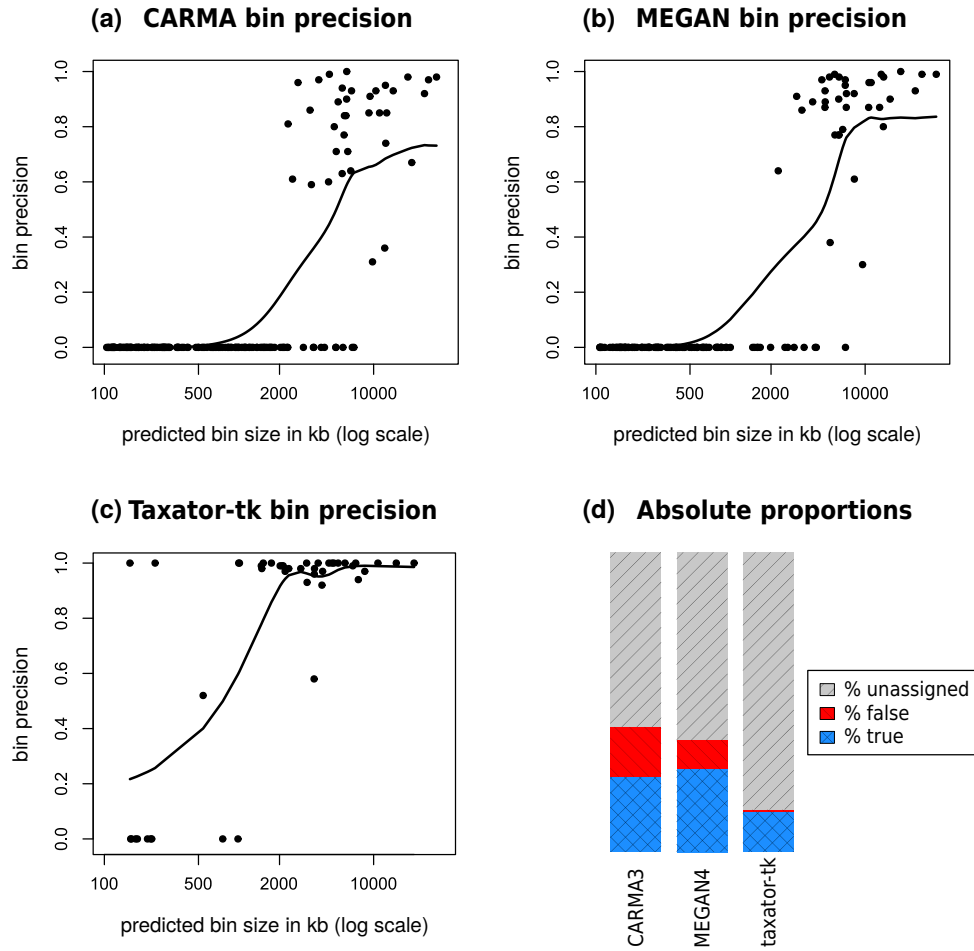 (a) CARMA bin precision
bin precision
0.0
0.2
0.4
0.6
0.8
1.0
100 500 2000 10000
predicted bin size in kb (log scale)
(b) MEGAN bin precision
bin precision
0.0
0.2
0.4
0.6
0.8
1.0
100 500 2000 10000
predicted bin size in kb (log scale)
(c) Taxator-tk bin precision
bin precision
0.0
0.2
0.4
0.6
0.8
1.0
100 500 2000 10000
predicted bin size in kb (log scale)
(d) Absolute proportions
% unassigned
% false
% true
CARMA3
MEGAN4
taxator-tk